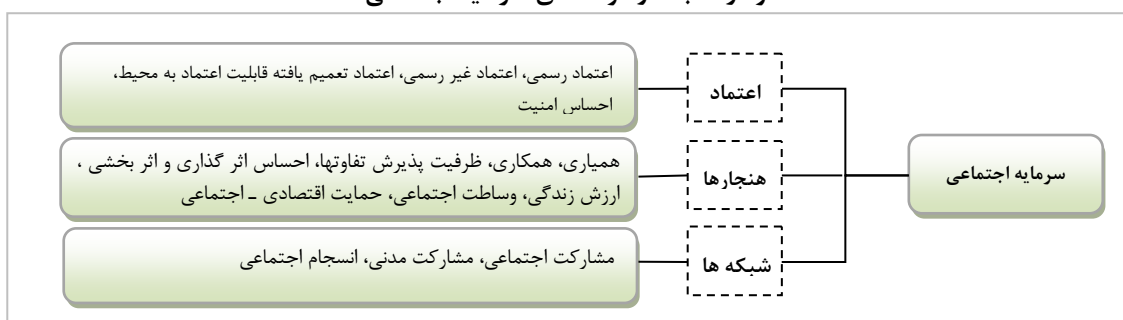 سرمایه اجتماعی
اعتماد
اعتماد رسمی، اعتماد غیر رسمی، اعتماد تعمیم یافته قابلیت اعتماد به محیط،
احساس امنیت
هنجارها
همیاری، همکاری، ظرفیت پذیرش تفاوتها، احساس اثر گذاری و اثر بخشی ،
ارزش زندگی، وساطت اجتماعی، حمایت اقتصادی ـ اجتماعی
شبکه ها
مشارکت اجتماعی، مشارکت مدنی، انسجام اجتماعی